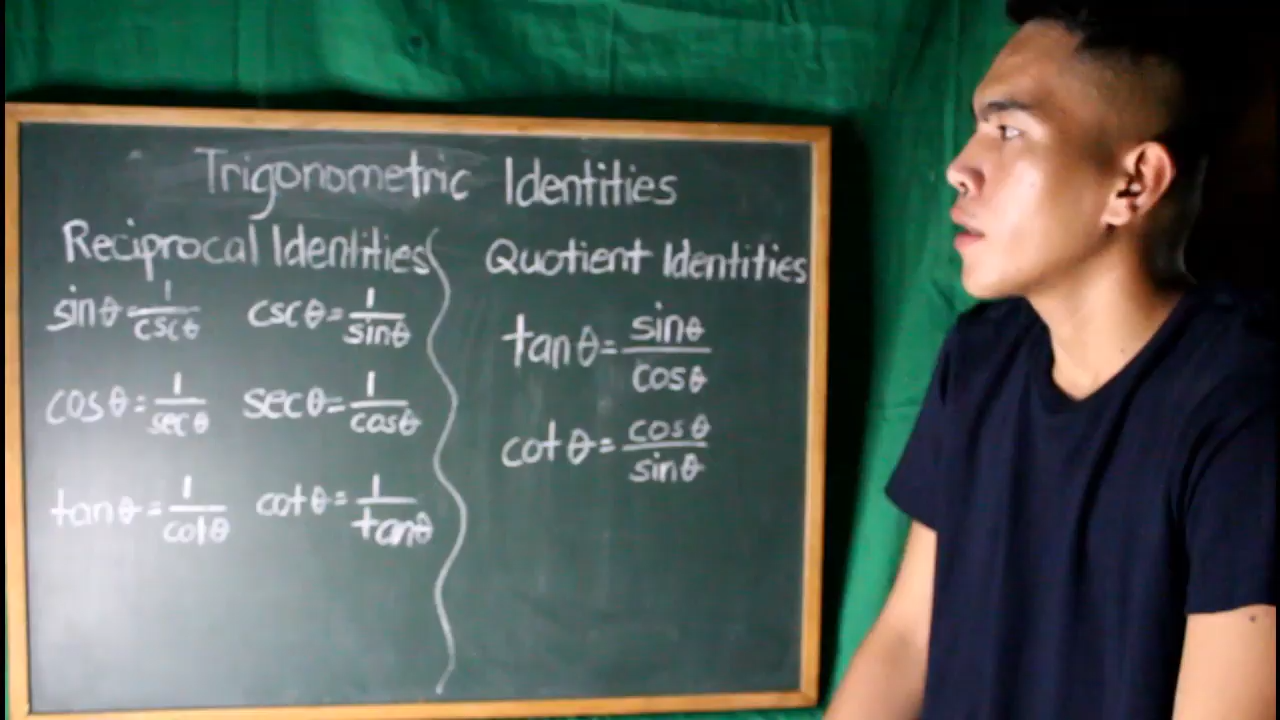 Trigonometric Identities
Reciprocal Identities
sinθ = 1/cscθ cscθ = 1/sinθ
cosθ = 1/secθ secθ = 1/cosθ
tanθ = 1/cotθ cotθ = 1/tanθ
Quotient Identities
tanθ = sinθ/cosθ
cotθ = cosθ/sinθ